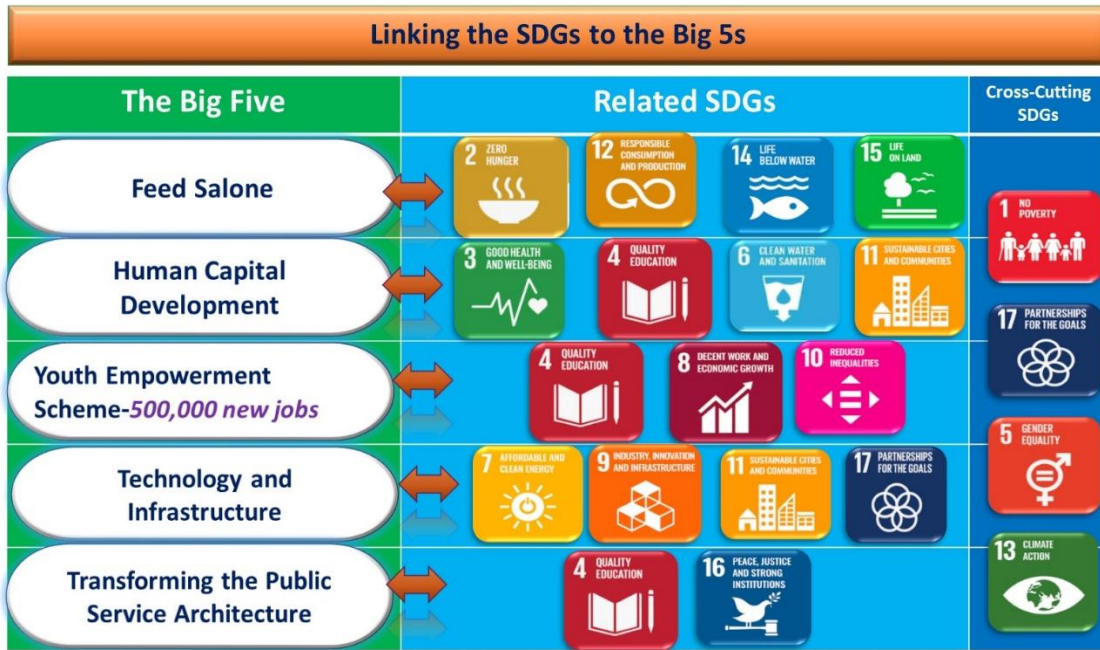 Linking the SDGs to the Big 5s
The Big Five
Related SDGs
Cross-Cutting
SDGs
Feed Salone
2 ZERO
HUNGER
12 RESPONSIBLE
CONSUMPTION
AND PRODUCTION
14 LIFE
BELOW WATER
15 LIFE
ON LAND
Human Capital
Development
3 GOOD HEALTH
AND WELL-BEING
4 QUALITY
EDUCATION
6 CLEAN WATER
AND SANITATION
11 SUSTAINABLE CITIES
AND COMMUNITIES
Youth Empowerment
Scheme-500,000 new jobs
4 QUALITY
EDUCATION
8 DECENT WORK AND
ECONOMIC GROWTH
10 REDUCED
INEQUALITIES
Technology and
Infrastructure
7 AFFORDABLE AND
CLEAN ENERGY
9 INDUSTRY, INNOVATION
AND INFRASTRUCTURE
11 SUSTAINABLE CITIES
AND COMMUNITIES
17 PARTNERSHIPS
FOR THE GOALS
Transforming the Public
Service Architecture
4 QUALITY
EDUCATION
16 PEACE, JUSTICE
AND STRONG
INSTITUTIONS
1 NO
POVERTY
17 PARTNERSHIPS
FOR THE GOALS
5 GENDER
EQUALITY
13 CLIMATE
ACTION